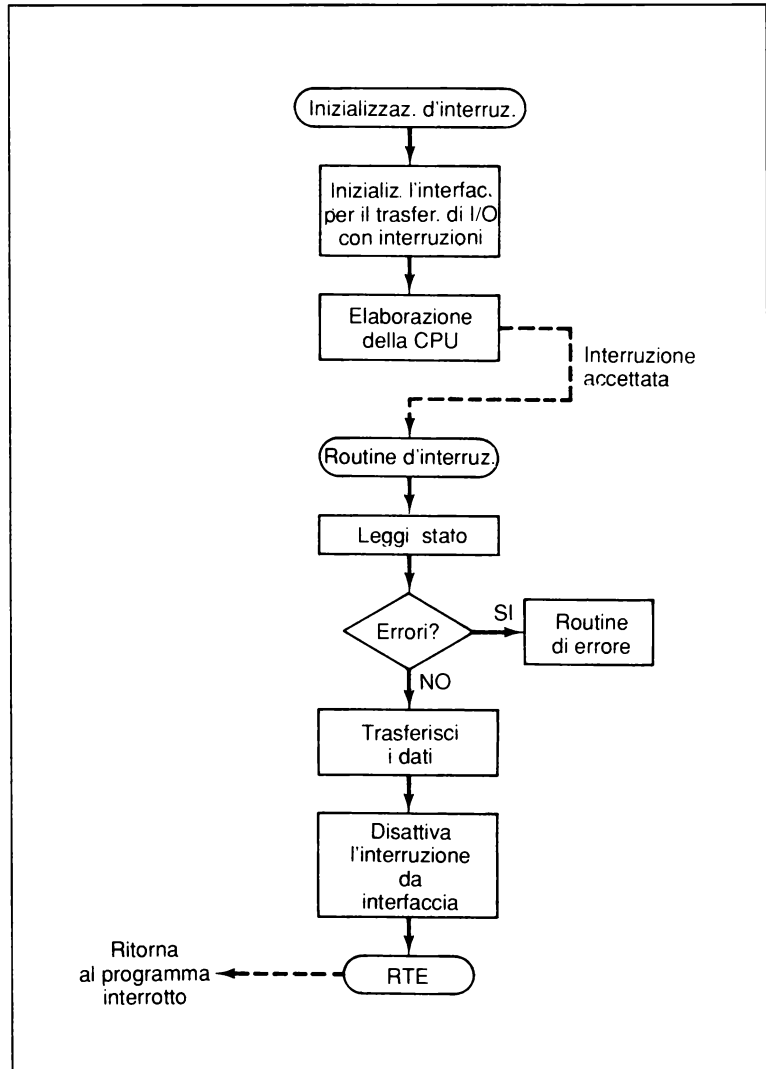 Inizializzaz. d'interruz.
Inizializ. l'interfac.
per il trasfer. di I/O
con interruzioni
Elaborazione
della CPU
Interruzione
accettata
Routine d'interruz.
Leggi stato
Errori?
SI
Routine
di errore
NO
Trasferisci
i dati
Disattiva
l'interruzione
da
interfaccia
Ritorna
al programma
interrotto
RTE